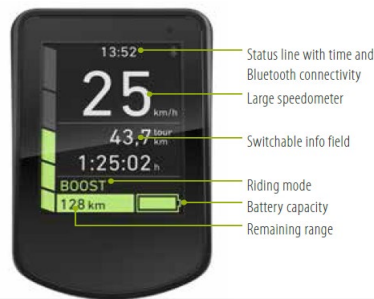 13:52
25 km/h
43,7 tour km
1:25:02 h
BOOST
128 km
Status line with time and
Bluetooth connectivity
Large speedometer
Switchable info field
Riding mode
Battery capacity
Remaining range